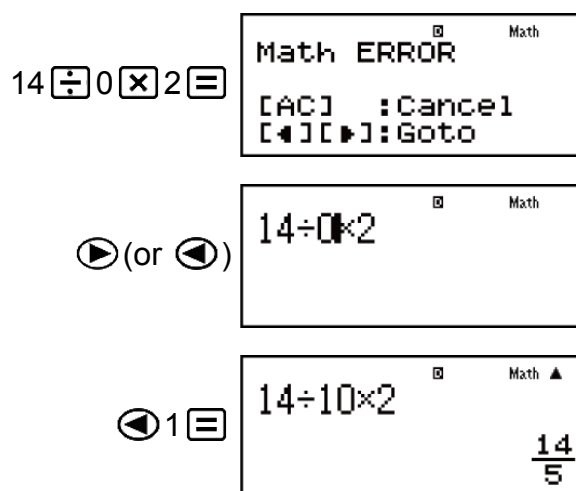 14÷0×2=
D Math
Math ERROR
[AC] :Cancel
[◀][▶]:Goto
▶(or ◀)
D Math
14÷0×2
◀1=
D Math ▲
14÷10×2
14
5